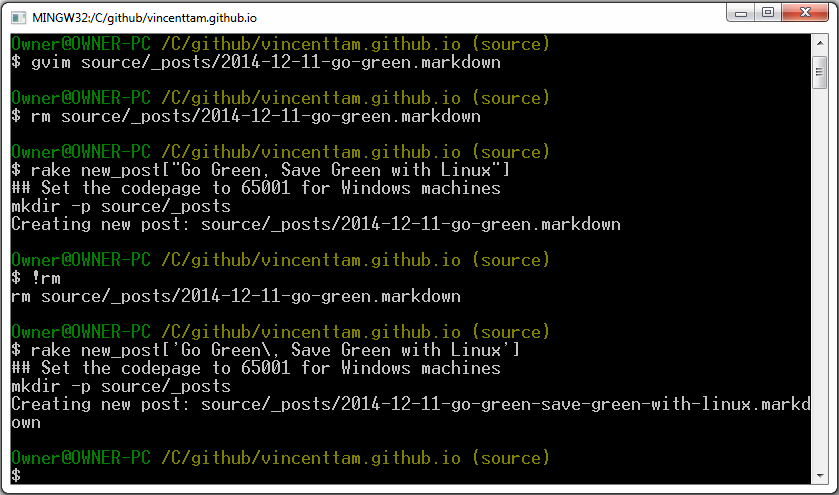 MINGW32:/C/github/vincenttam.github.io
Owner@OWNER-PC /C/github/vincenttam.github.io (source)
$ gvim source/_posts/2014-12-11-go-green.markdown
Owner@OWNER-PC /C/github/vincenttam.github.io (source)
$ rm source/_posts/2014-12-11-go-green.markdown
Owner@OWNER-PC /C/github/vincenttam.github.io (source)
$ rake new_post["Go Green, Save Green with Linux"]
## Set the codepage to 65001 for Windows machines
mkdir -p source/_posts
Creating new post: source/_posts/2014-12-11-go-green.markdown
Owner@OWNER-PC /C/github/vincenttam.github.io (source)
$ !rm
rm source/_posts/2014-12-11-go-green.markdown
Owner@OWNER-PC /C/github/vincenttam.github.io (source)
$ rake new_post['Go Green\, Save Green with Linux']
## Set the codepage to 65001 for Windows machines
mkdir -p source/_posts
Creating new post: source/_posts/2014-12-11-go-green-save-green-with-linux.markd
own
Owner@OWNER-PC /C/github/vincenttam.github.io (source)
$